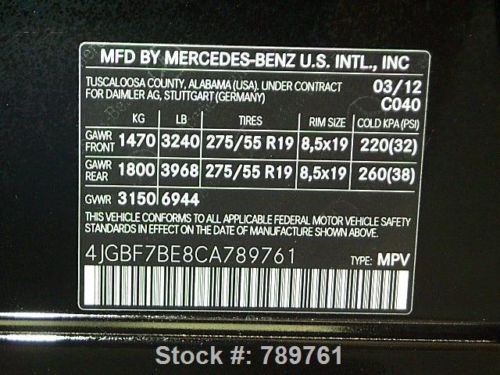 MFD BY MERCEDES-BENZ U.S. INTL., INC
TUSCALOOSA COUNTY, ALABAMA (USA). UNDER CONTRACT 03/12
FOR DAIMLER AG, STUTTGART (GERMANY) C040
KG LB TIRES RIM SIZE COLD KPA (PSI)
GAWR FRONT 1470 3240 275/55 R19 8,5x19 220(32)
GAWR REAR 1800 3968 275/55 R19 8,5x19 260(38)
GVWR 3150 6944
THIS VEHICLE CONFORMS TO ALL APPLICABLE FEDERAL MOTOR VEHICLE SAFETY
AND THEFT PREVENTION STANDARDS IN EFFECT ON THE DATE OF MANUFACTURE SHOWN ABOVE.
4JGBF7BE8CA789761
TYPE: MPV
Stock #: 789761